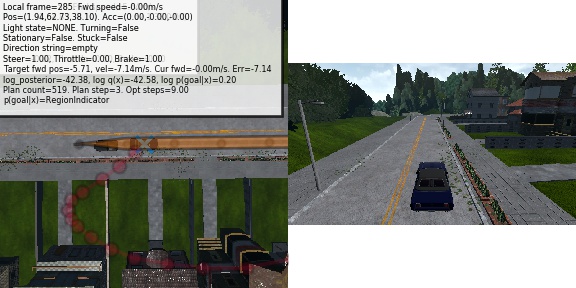 Local frame=285: Fwd speed=-0.00m/s
Pos=(1.94,62.73,38.10). Acc=(0.00,-0.00,-0.00)
Light state=NONE. Turning=False
Stationary=False. Stuck=False
Direction string=empty
Steer=1.00, Throttle=0.00, Brake=1.00
Target fwd pos=-5.71, vel=-7.14m/s. Cur fwd=-0.00m/s. Err=-7.14
log_posterior=-42.38, log q(x)=-42.58, log p(goal|x)=0.20
Plan count=519. Plan step=3. Opt steps=9.00
p(goal|x)=RegionIndicator